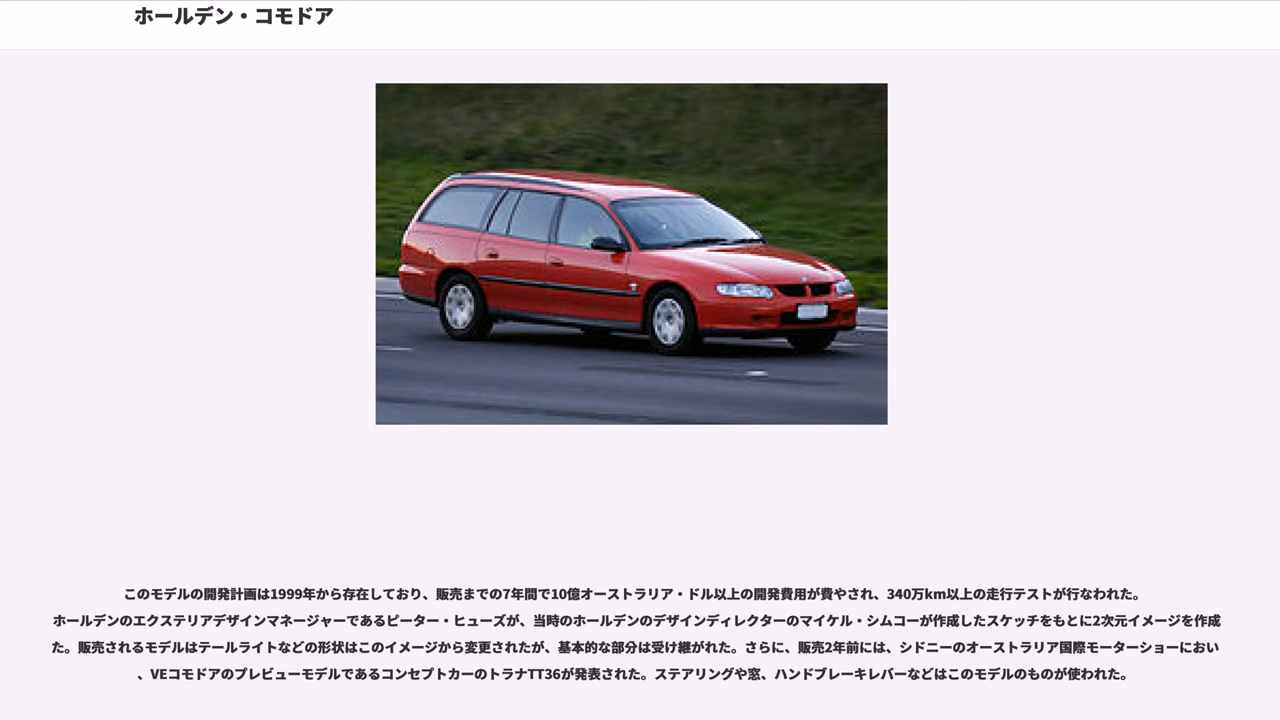 ホールデン・コモドア
このモデルの開発計画は1999年から存在しており、販売までの7年間で10億オーストラリア・ドル以上の開発費用が費やされ、340万km以上の走行テストが行なわれた。
ホールデンのエクステリアデザインマネージャーであるピーター・ヒューズが、当時のホールデンのデザインディレクターのマイケル・シムコーが作成したスケッチをもとに2次元イメージを作成
た。販売されるモデルはテールライトなどの形状はこのイメージから変更されたが、基本的な部分は受け継がれた。さらに、販売2年前には、シドニーのオーストラリア国際モーターショーにおい
、VEコモドアのプレビューモデルであるコンセプトカーのトラナTT36が発表された。ステアリングや窓、ハンドブレーキレバーなどはこのモデルのものが使われた。